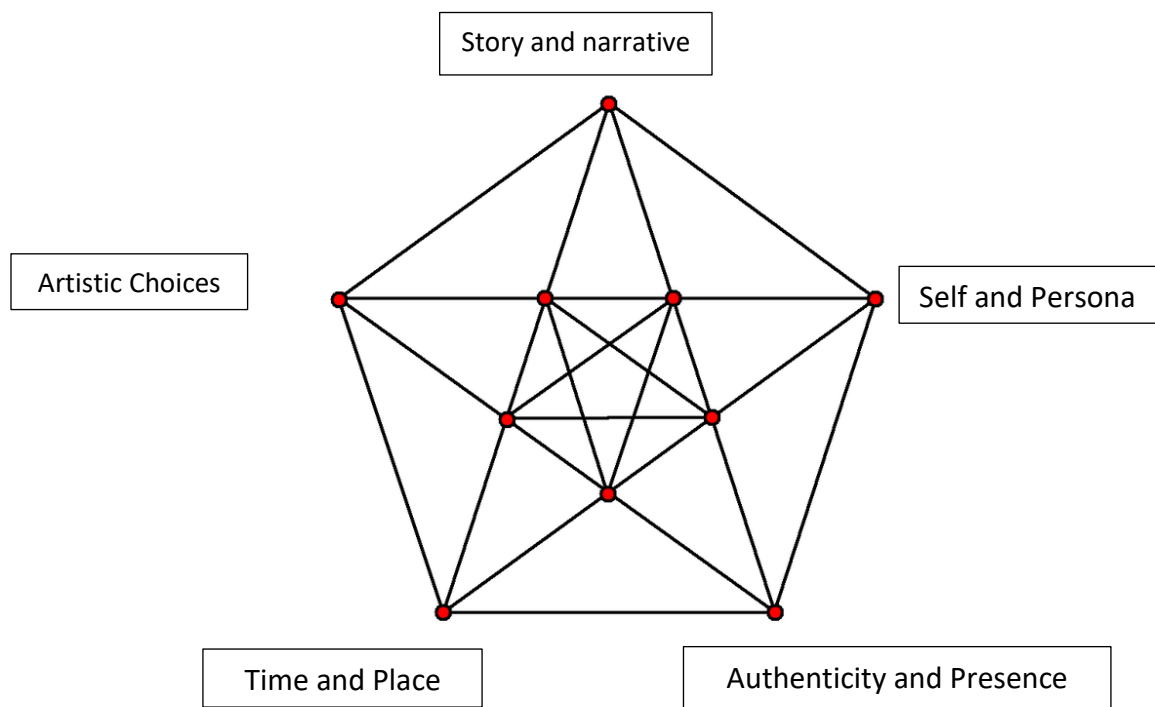 Story and narrative
Artistic Choices
Self and Persona
Time and Place
Authenticity and Presence